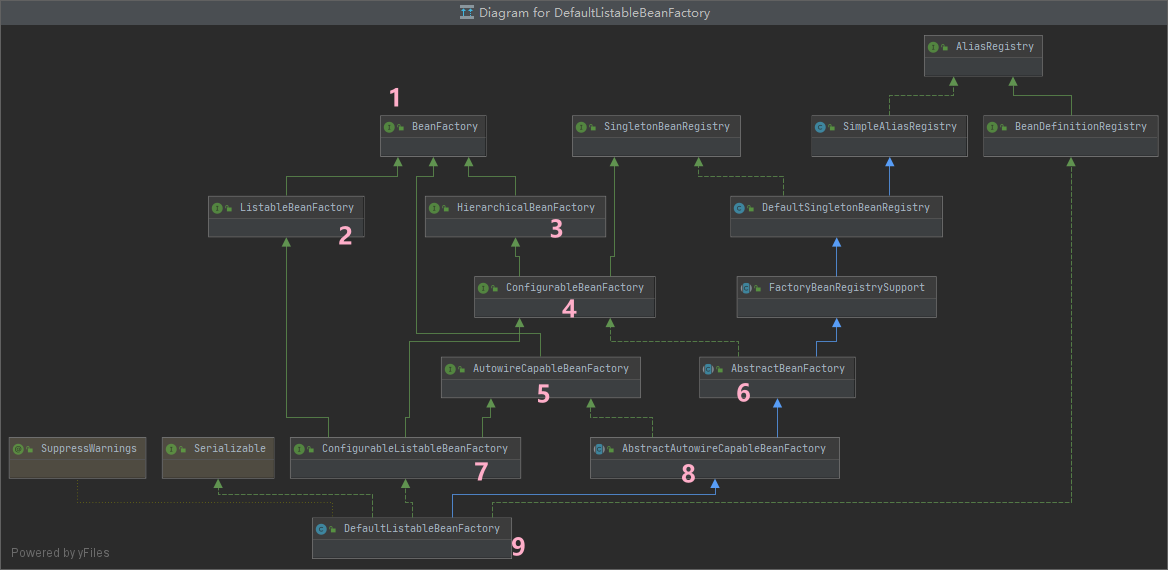 Diagram for DefaultListableBeanFactory
AliasRegistry
1
BeanFactory
SingletonBeanRegistry
SimpleAliasRegistry
BeanDefinitionRegistry
ListableBeanFactory
2
HierarchicalBeanFactory
3
DefaultSingletonBeanRegistry
ConfigurableBeanFactory
4
FactoryBeanRegistrySupport
AutowireCapableBeanFactory
5
AbstractBeanFactory
6
SuppressWarnings
Serializable
ConfigurableListableBeanFactory
7
AbstractAutowireCapableBeanFactory
8
DefaultListableBeanFactory
9
Powered by yFiles